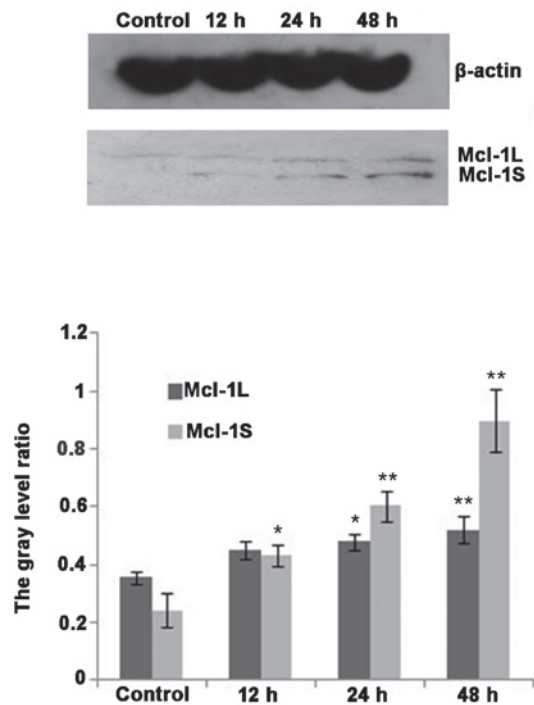 Control 12 h 24 h 48 h
β-actin
Mcl-1L
Mcl-1S
1.2
1
0.8
0.6
0.4
0.2
0
The gray level ratio
Mcl-1L
Mcl-1S
*
* **
** **
Control 12 h 24 h 48 h